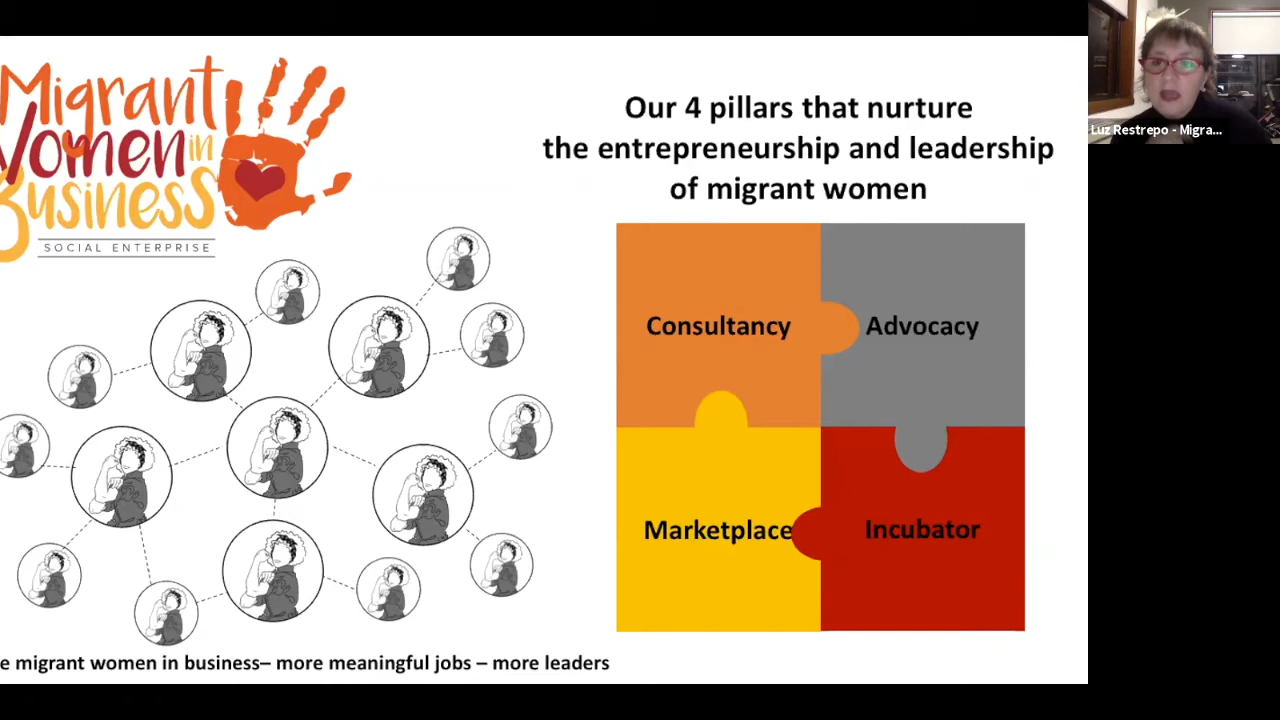 Migrant
Women in
Business
SOCIAL ENTERPRISE
Our 4 pillars that nurture
the entrepreneurship and leadership
of migrant women
Consultancy
Advocacy
Marketplace
Incubator
migrant women in business– more meaningful jobs – more leaders
Luz Restrepo - Migra...